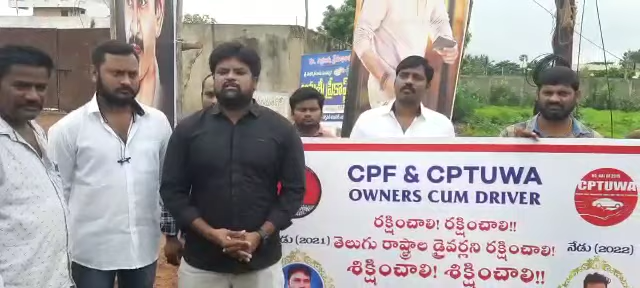 CPF & CPTUWA
OWNERS CUM DRIVER
రక్షించాలి! రక్షించాలి!!
డు (2021) తెలుగు రాష్ట్రాల డ్రైవర్లని రక్షించాలి! నేడు (2022)
శిక్షించాలి! శిక్షించాలి!!
CPTUWA